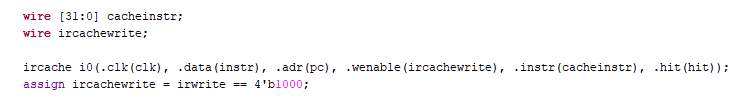 wire [31:0] cacheinstr;
wire ircachewrite;
ircache i0(.clk(clk), .data(instr), .adr(pc), .wenable(ircachewrite), .instr(cacheinstr), .hit(hit));
assign ircachewrite = irwrite == 4'b1000;